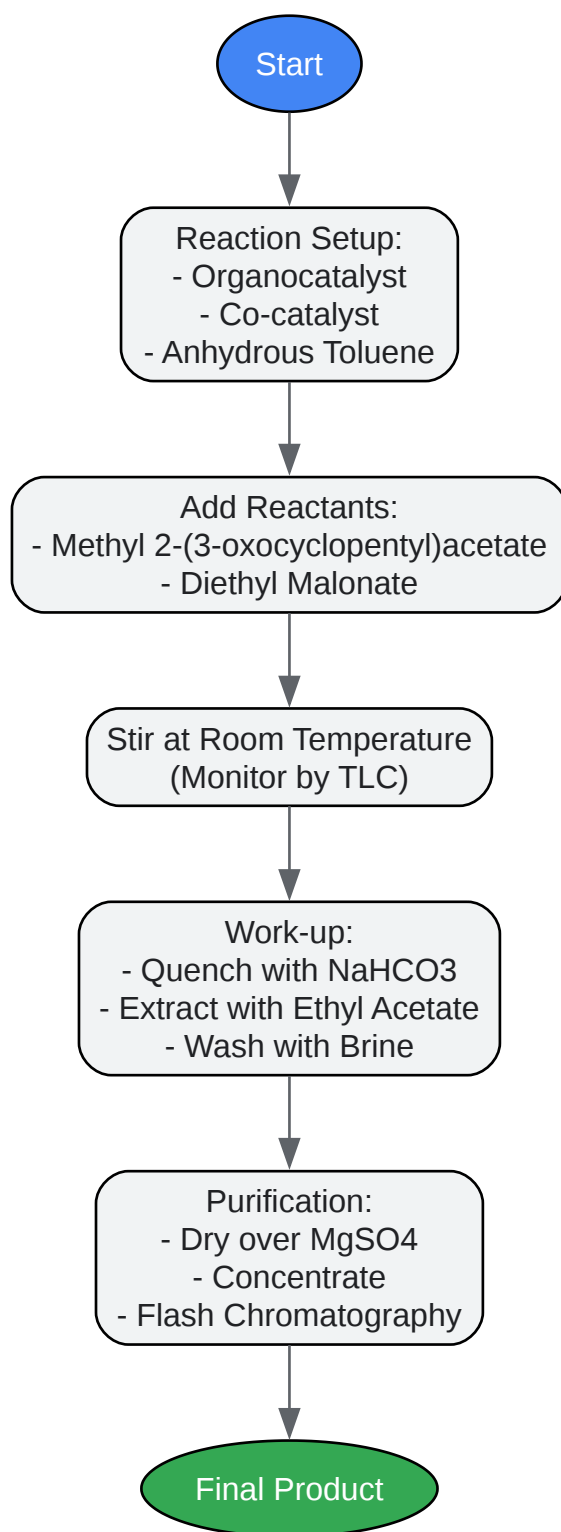 Start
Reaction Setup:
- Organocatalyst
- Co-catalyst
- Anhydrous Toluene
Add Reactants:
- Methyl 2-(3-oxocyclopentyl)acetate
- Diethyl Malonate
Stir at Room Temperature
(Monitor by TLC)
Work-up:
- Quench with NaHCO3
- Extract with Ethyl Acetate
- Wash with Brine
Purification:
- Dry over MgSO4
- Concentrate
- Flash Chromatography
Final Product